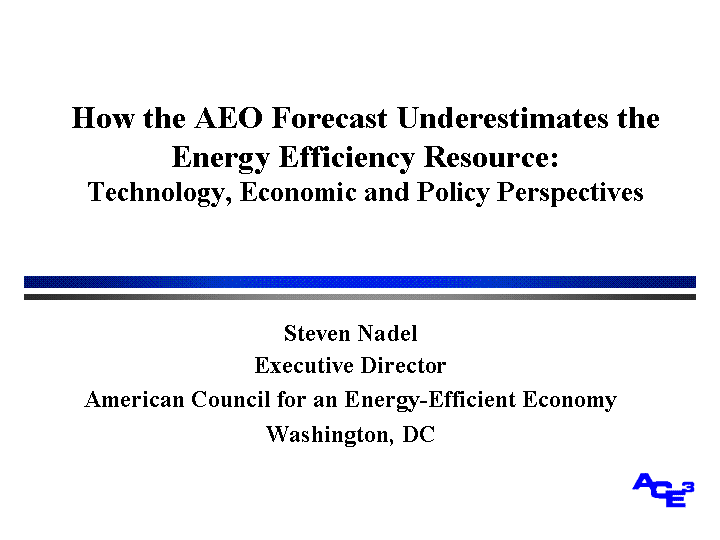 How the AEO Forecast Underestimates the
Energy Efficiency Resource:
Technology, Economic and Policy Perspectives
Steven Nadel
Executive Director
American Council for an Energy-Efficient Economy
Washington, DC
ACE3